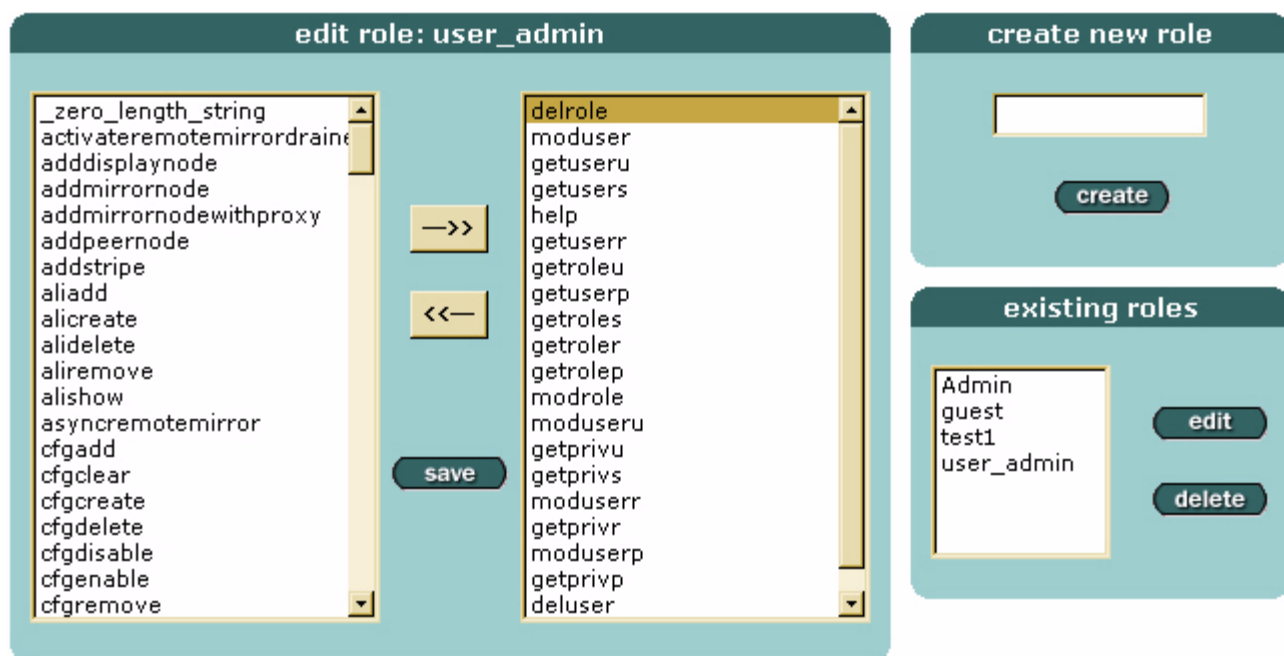 edit role: user_admin
_zero_length_string
activateremotemirrordraine
adddisplaynode
addmirrornode
addmirrornodewithproxy
addpeernode
addstripe
aliadd
alicreate
alidelete
aliremove
alishow
asyncremotemirror
cfgadd
cfgclear
cfgcreate
cfgdelete
cfgdisable
cfgenable
cfgremove
—>>
<<—
save
delrole
moduser
getuseru
getusers
help
getuserr
getroleu
getuserp
getroles
getroler
getrolep
modrole
moduseru
getprivu
getprivs
moduserr
getprivr
moduserp
getprivp
deluser
create new role
create
existing roles
Admin
guest
test1
user_admin
edit
delete